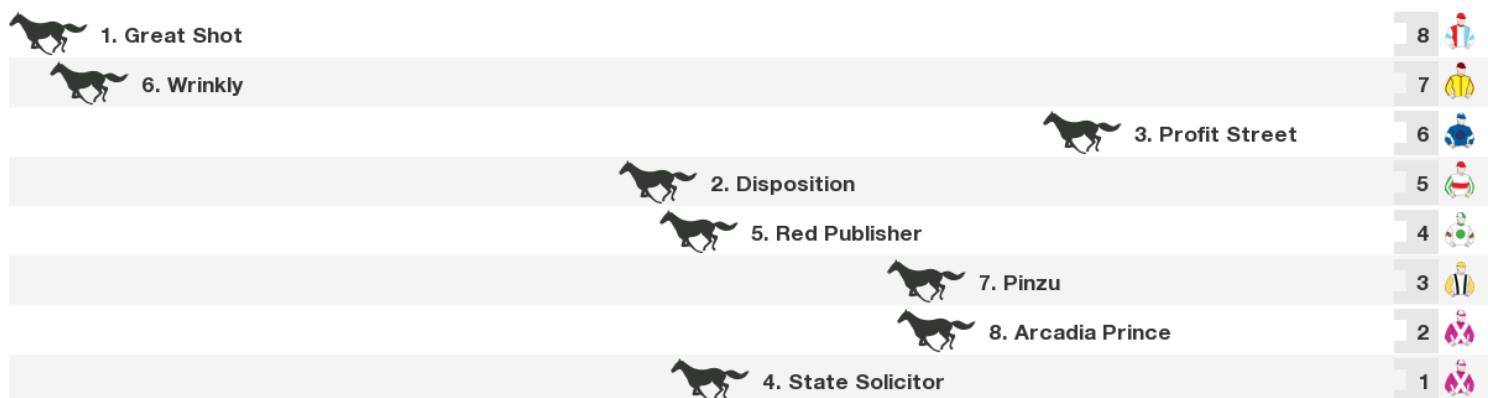 1. Great Shot 8
6. Wrinkly 7
3. Profit Street 6
2. Disposition 5
5. Red Publisher 4
7. Pinzu 3
8. Arcadia Prince 2
4. State Solicitor 1